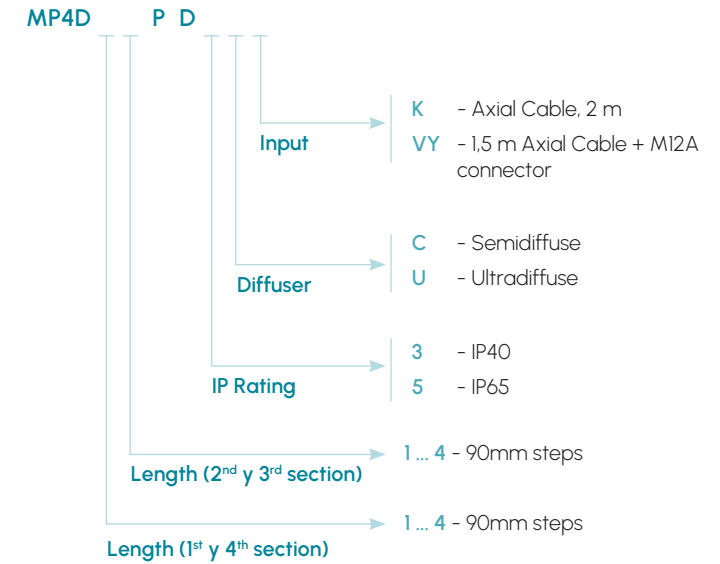 MP4D P D
K - Axial Cable, 2 m
Input
VY - 1,5 m Axial Cable + M12A
connector
C - Semidiffuse
Diffuser
U - Ultradiffuse
3 - IP40
IP Rating
5 - IP65
1 ... 4 - 90mm steps
Length (2nd y 3rd section)
1 ... 4 - 90mm steps
Length (1st y 4th section)